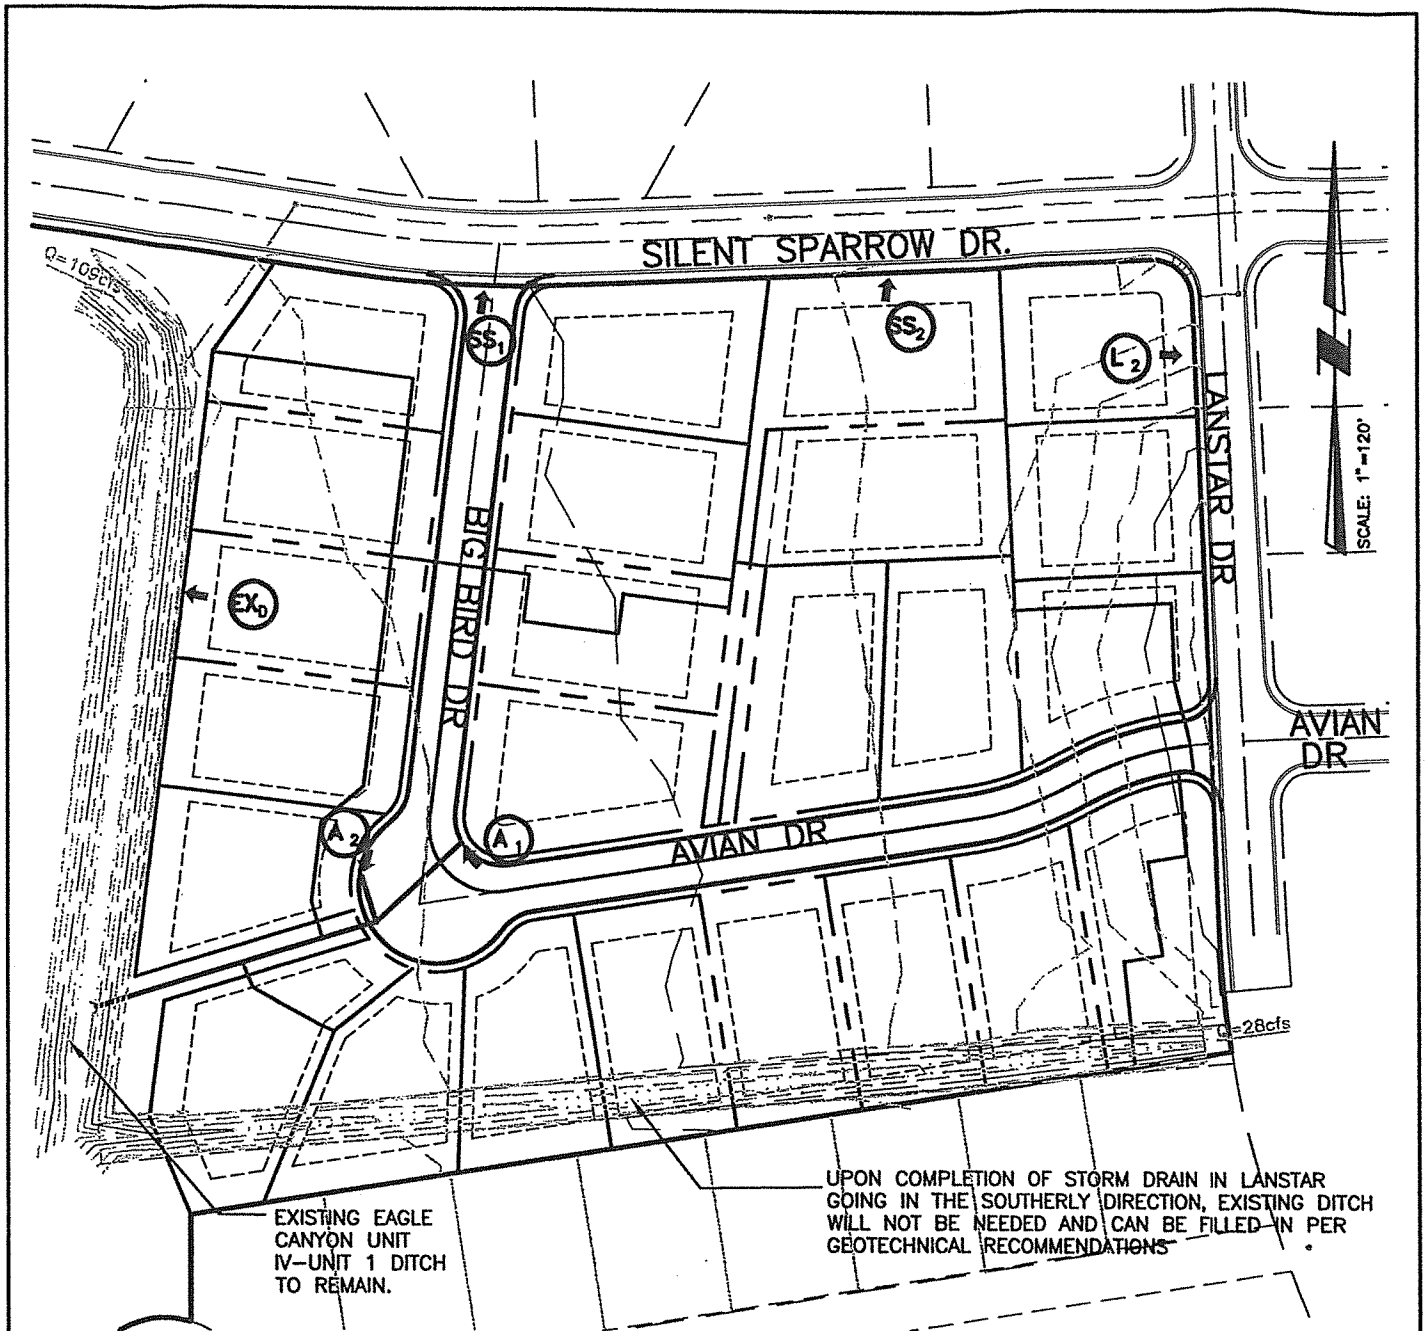 SILENT SPARROW DR.
Q=109cfs
SS1
SS2
L2
LANSTAR DR
SCALE: 1"=120'
BIG BIRD DR
EXD
AVIAN
DR
A2
A1
AVIAN DR
Q=28cfs
UPON COMPLETION OF STORM DRAIN IN LANSTAR
GOING IN THE SOUTHERLY DIRECTION, EXISTING DITCH
WILL NOT BE NEEDED AND CAN BE FILLED IN PER
GEOTECHNICAL RECOMMENDATIONS
EXISTING EAGLE
CANYON UNIT
IV-UNIT 1 DITCH
TO REMAIN.